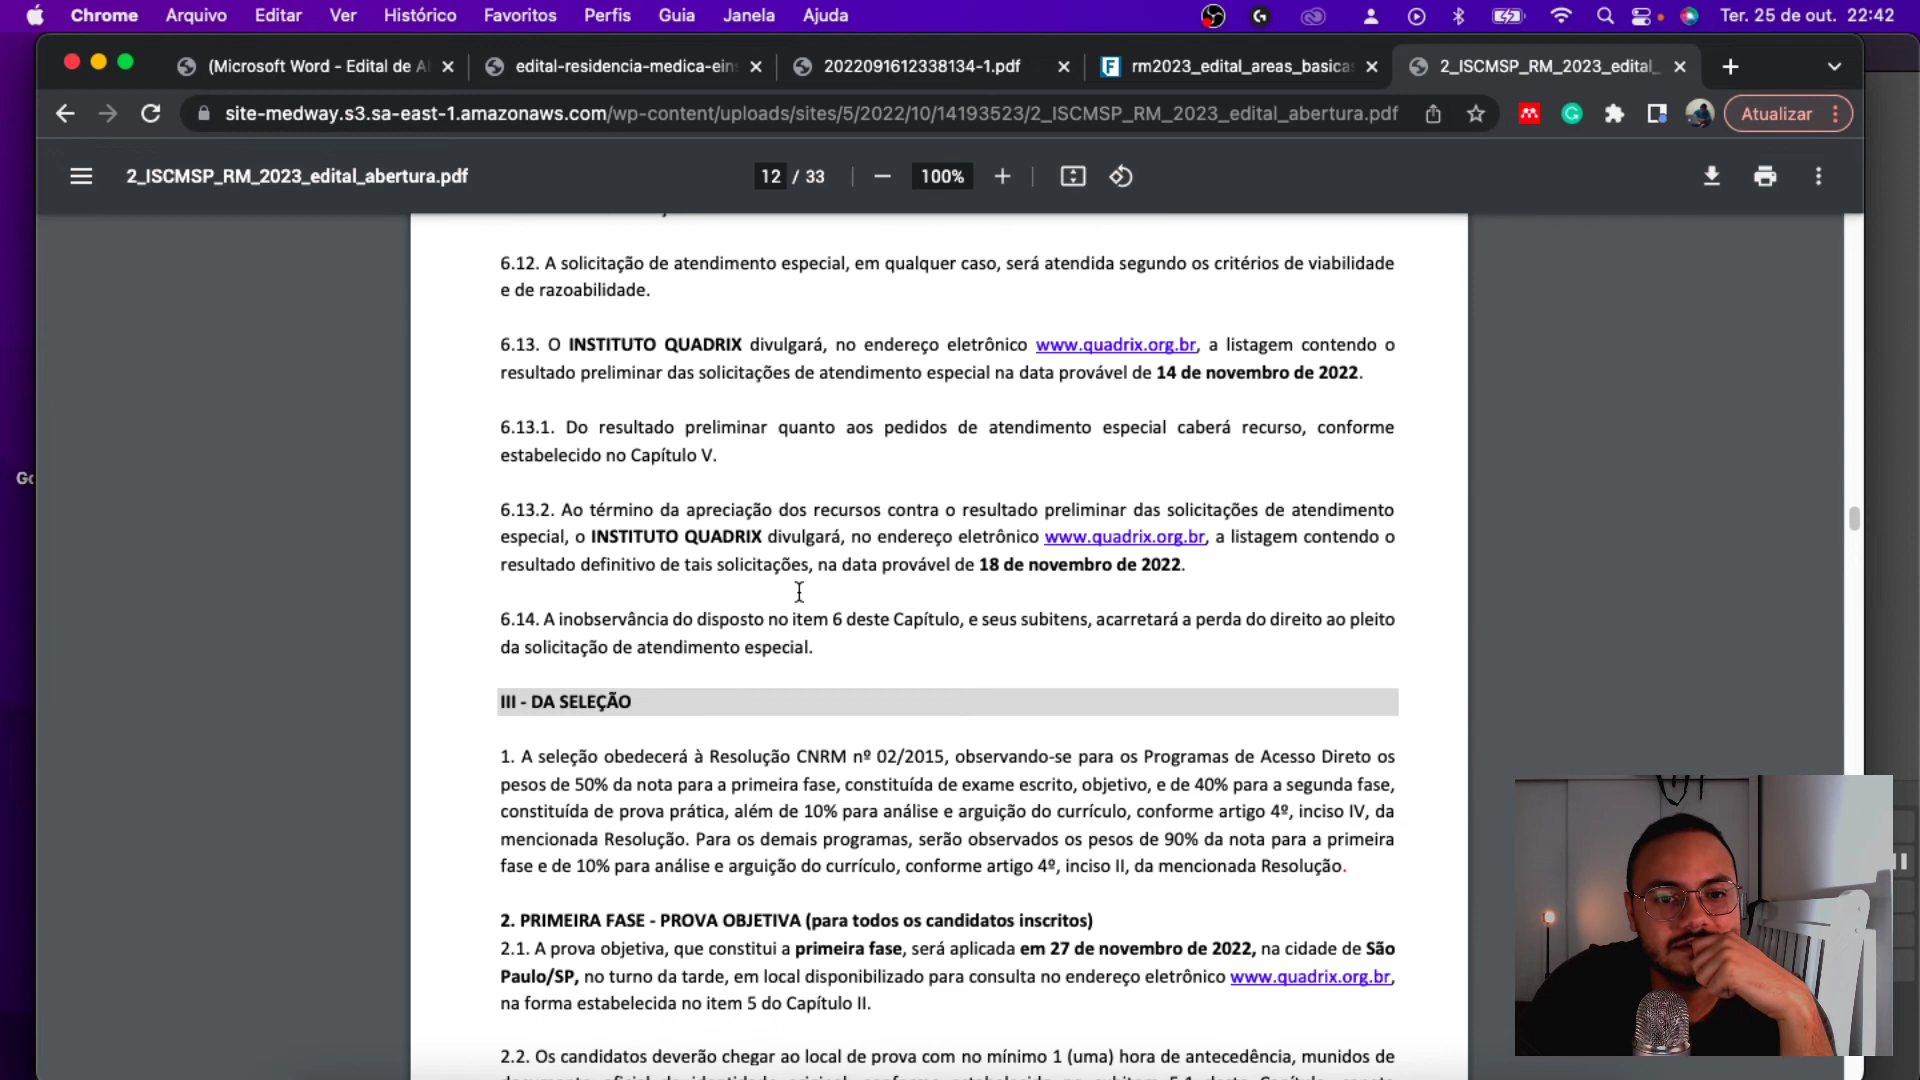 Chrome Arquivo Editar Ver Histórico Favoritos Perfis Guia Janela Ajuda Ter. 25 de out. 22:42
(Microsoft Word - Edital de A edital-residencia-medica-ein 2022091612338134-1.pdf rm2023_edital_areas_basicas 2_ISCMSP_RM_2023_edital_
site-medway.s3.sa-east-1.amazonaws.com/wp-content/uploads/sites/5/2022/10/14193523/2_ISCMSP_RM_2023_edital_abertura.pdf Atualizar
2_ISCMSP_RM_2023_edital_abertura.pdf 12 / 33 100%
6.12. A solicitação de atendimento especial, em qualquer caso, será atendida segundo os critérios de viabilidade
e de razoabilidade.
6.13. O INSTITUTO QUADRIX divulgará, no endereço eletrônico www.quadrix.org.br, a listagem contendo o
resultado preliminar das solicitações de atendimento especial na data provável de 14 de novembro de 2022.
6.13.1. Do resultado preliminar quanto aos pedidos de atendimento especial caberá recurso, conforme
estabelecido no Capítulo V.
6.13.2. Ao término da apreciação dos recursos contra o resultado preliminar das solicitações de atendimento
especial, o INSTITUTO QUADRIX divulgará, no endereço eletrônico www.quadrix.org.br, a listagem contendo o
resultado definitivo de tais solicitações, na data provável de 18 de novembro de 2022.
6.14. A inobservância do disposto no item 6 deste Capítulo, e seus subitens, acarretará a perda do direito ao pleito
da solicitação de atendimento especial.
III - DA SELEÇÃO
1. A seleção obedecerá à Resolução CNRM nº 02/2015, observando-se para os Programas de Acesso Direto os
pesos de 50% da nota para a primeira fase, constituída de exame escrito, objetivo, e de 40% para a segunda fase,
constituída de prova prática, além de 10% para análise e arguição do currículo, conforme artigo 4º, inciso IV, da
mencionada Resolução. Para os demais programas, serão observados os pesos de 90% da nota para a primeira
fase e de 10% para análise e arguição do currículo, conforme artigo 4º, inciso II, da mencionada Resolução.
2. PRIMEIRA FASE - PROVA OBJETIVA (para todos os candidatos inscritos)
2.1. A prova objetiva, que constitui a primeira fase, será aplicada em 27 de novembro de 2022, na cidade de São
Paulo/SP, no turno da tarde, em local disponibilizado para consulta no endereço eletrônico www.quadrix.org.br,
na forma estabelecida no item 5 do Capítulo II.
2.2. Os candidatos deverão chegar ao local de prova com no mínimo 1 (uma) hora de antecedência, munidos de